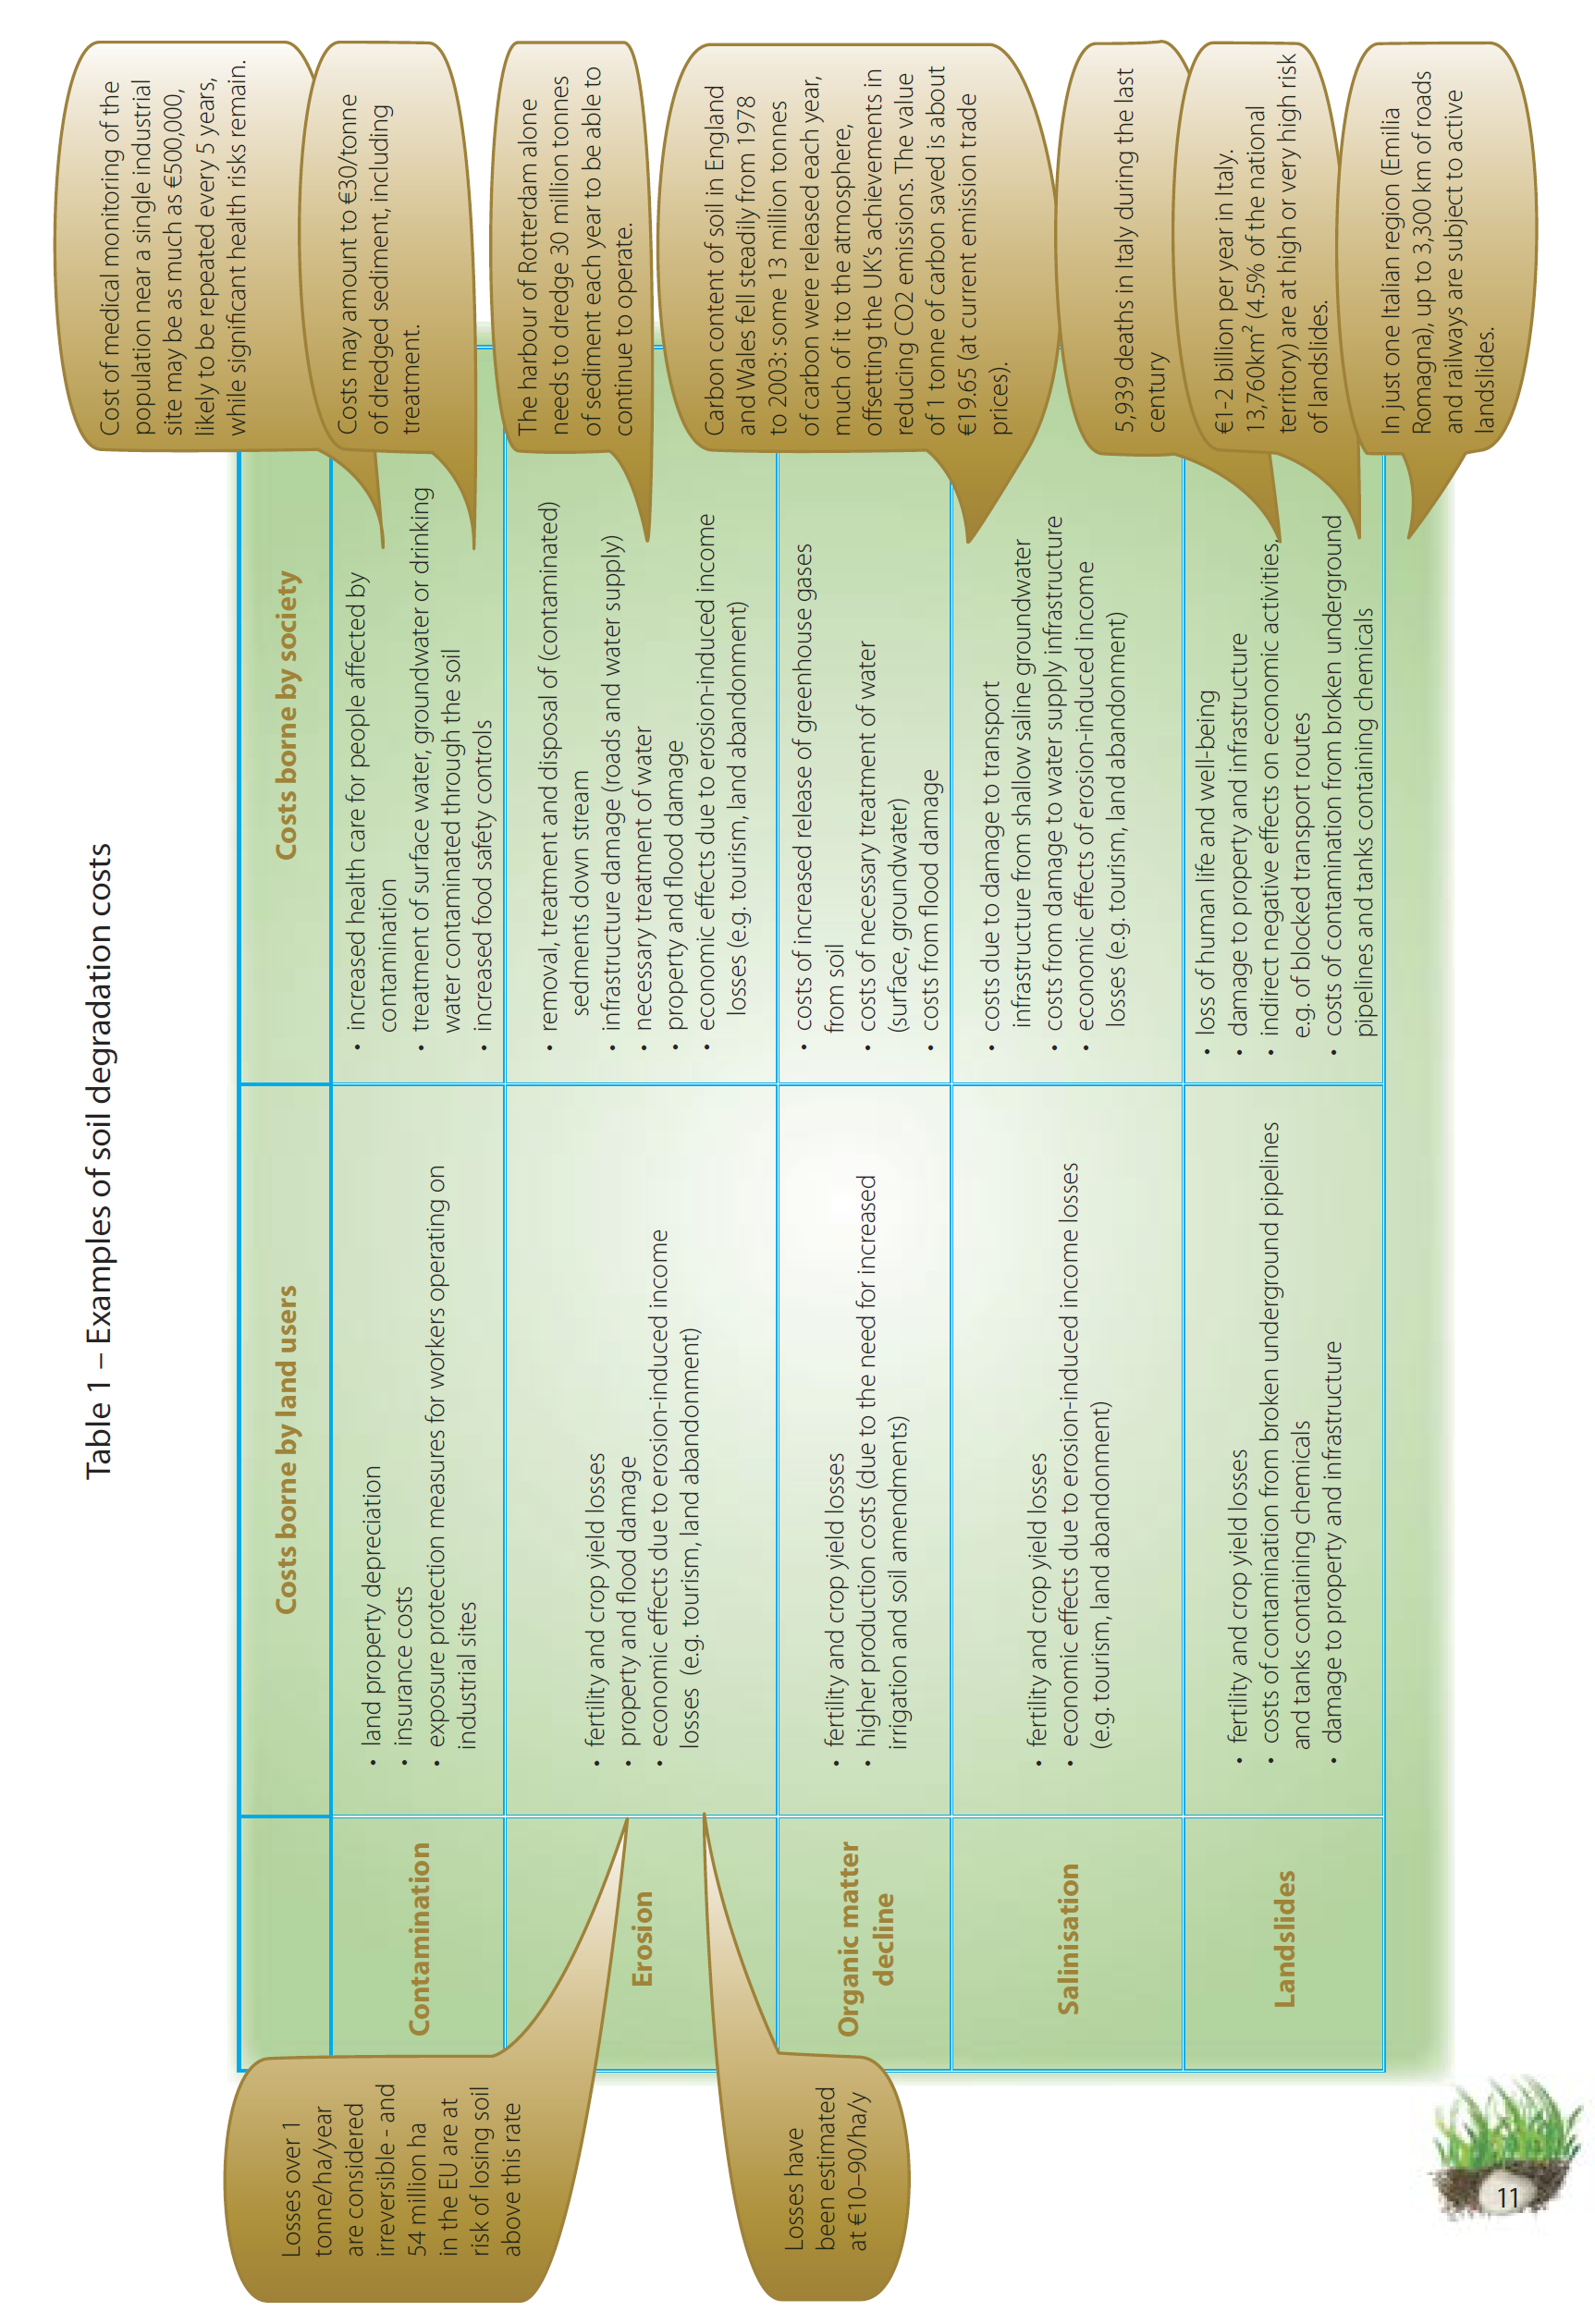 Table 1 – Examples of soil degradation costs
Costs borne by land users
Costs borne by society
Contamination
• land property depreciation
• insurance costs
• exposure protection measures for workers operating on
industrial sites
• increased health care for people affected by
contamination
• treatment of surface water, groundwater or drinking
water contaminated through the soil
• increased food safety controls
Erosion
• fertility and crop yield losses
• property and flood damage
• economic effects due to erosion-induced income
losses (e.g. tourism, land abandonment)
• removal, treatment and disposal of (contaminated)
sedments down stream
• infrastructure damage (roads and water supply)
• necessary treatment of water
• property and flood damage
• economic effects due to erosion-induced income
losses (e.g. tourism, land abandonment)
Organic matter
decline
• fertility and crop yield losses
• higher production costs (due to the need for increased
irrigation and soil amendments)
• costs of increased release of greenhouse gases
from soil
• costs of necessary treatment of water
(surface, groundwater)
• costs from flood damage
Salinisation
• fertility and crop yield losses
• economic effects due to erosion-induced income losses
(e.g. tourism, land abandonment)
• costs due to damage to transport
infrastructure from shallow saline groundwater
• costs from damage to water supply infrastructure
• economic effects of erosion-induced income
losses (e.g. tourism, land abandonment)
Landslides
• fertility and crop yield losses
• costs of contamination from broken underground pipelines
and tanks containing chemicals
• damage to property and infrastructure
• loss of human life and well-being
• damage to property and infrastructure
• indirect negative effects on economic activities,
e.g. of blocked transport routes
• costs of contamination from broken underground
pipelines and tanks containing chemicals
Losses over 1
tonne/ha/year
are considered
irreversible - and
54 million ha
in the EU are at
risk of losing soil
above this rate
Losses have
been estimated
at €10–90/ha/y
Cost of medical monitoring of the
population near a single industrial
site may be as much as €500,000,
likely to be repeated every 5 years,
while significant health risks remain.
Costs may amount to €30/tonne
of dredged sediment, including
treatment.
The harbour of Rotterdam alone
needs to dredge 30 million tonnes
of sediment each year to be able to
continue to operate.
Carbon content of soil in England
and Wales fell steadily from 1978
to 2003: some 13 million tonnes
of carbon were released each year,
much of it to the atmosphere,
offsetting the UK's achievements in
reducing CO2 emissions. The value
of 1 tonne of carbon saved is about
€19.65 (at current emission trade
prices).
5,939 deaths in Italy during the last
century
€1-2 billion per year in Italy.
13,760km² (4.5% of the national
territory) are at high or very high risk
of landslides.
In just one Italian region (Emilia
Romagna), up to 3,300 km of roads
and railways are subject to active
landslides.
11